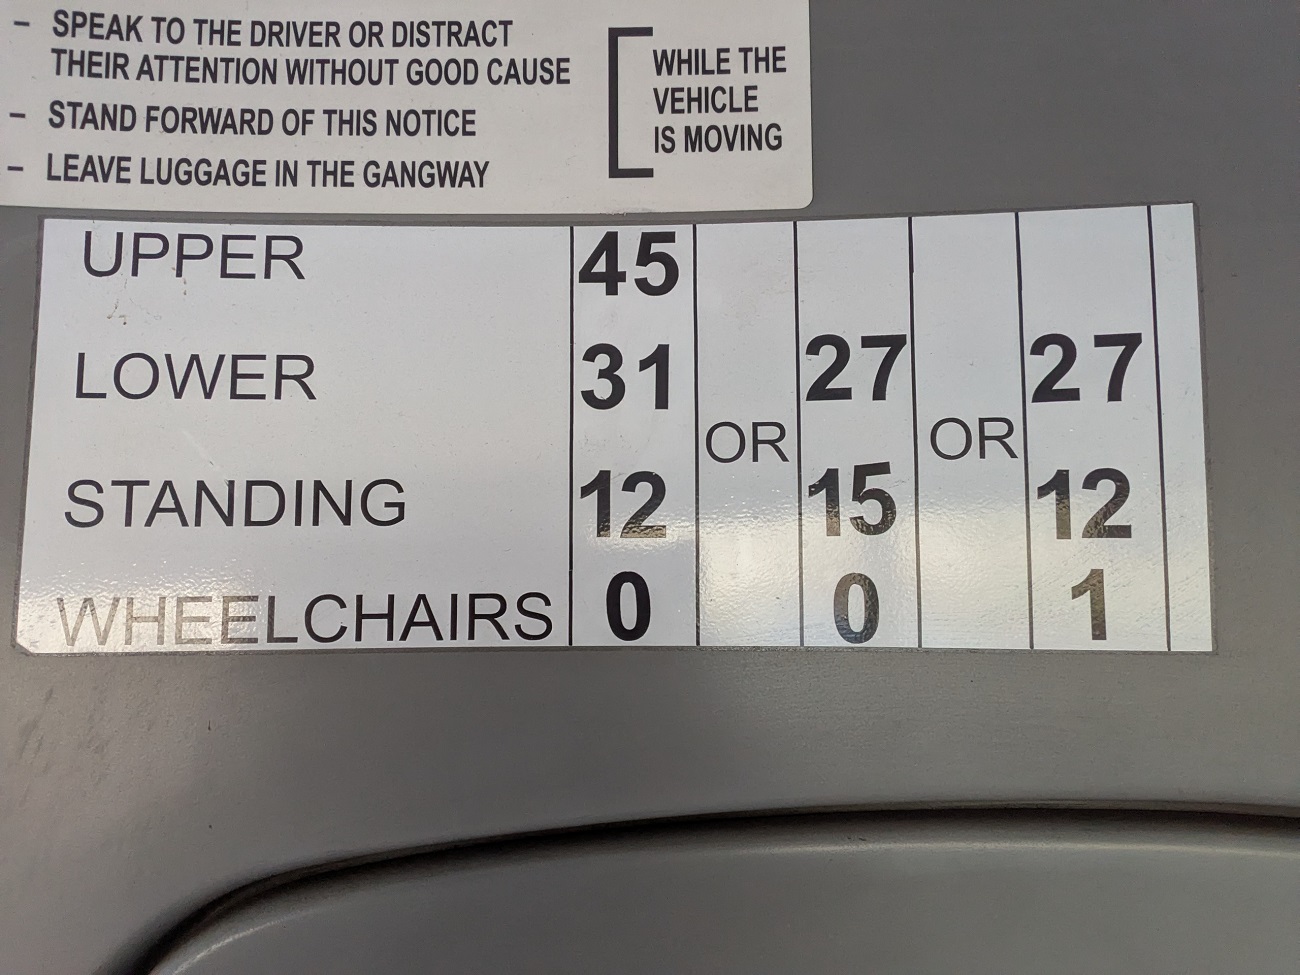 – SPEAK TO THE DRIVER OR DISTRACT
THEIR ATTENTION WITHOUT GOOD CAUSE
– STAND FORWARD OF THIS NOTICE
– LEAVE LUGGAGE IN THE GANGWAY
WHILE THE
VEHICLE
IS MOVING
UPPER 45
LOWER 31 27 27
OR OR
STANDING 12 15 12
WHEELCHAIRS 0 0 1